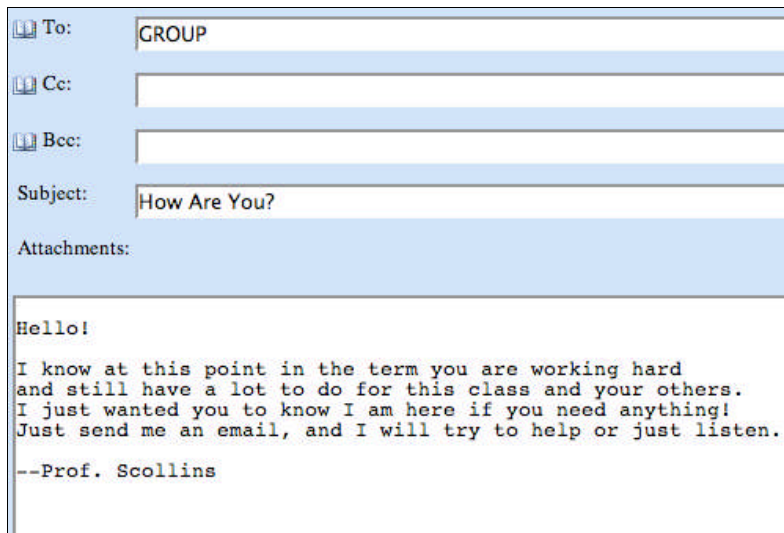 To: GROUP
Cc:
Bcc:
Subject: How Are You?
Attachments:
Hello!
I know at this point in the term you are working hard
and still have a lot to do for this class and your others.
I just wanted you to know I am here if you need anything!
Just send me an email, and I will try to help or just listen.
--Prof. Scollins